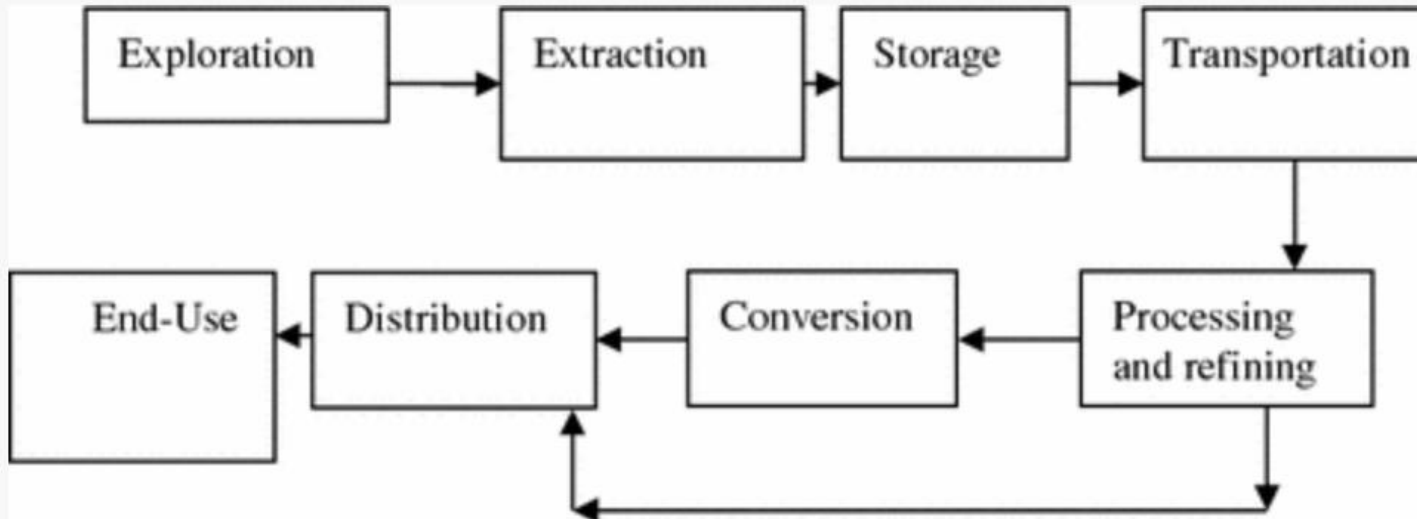 Exploration
Extraction
Storage
Transportation
End-Use
Distribution
Conversion
Processing
and refining